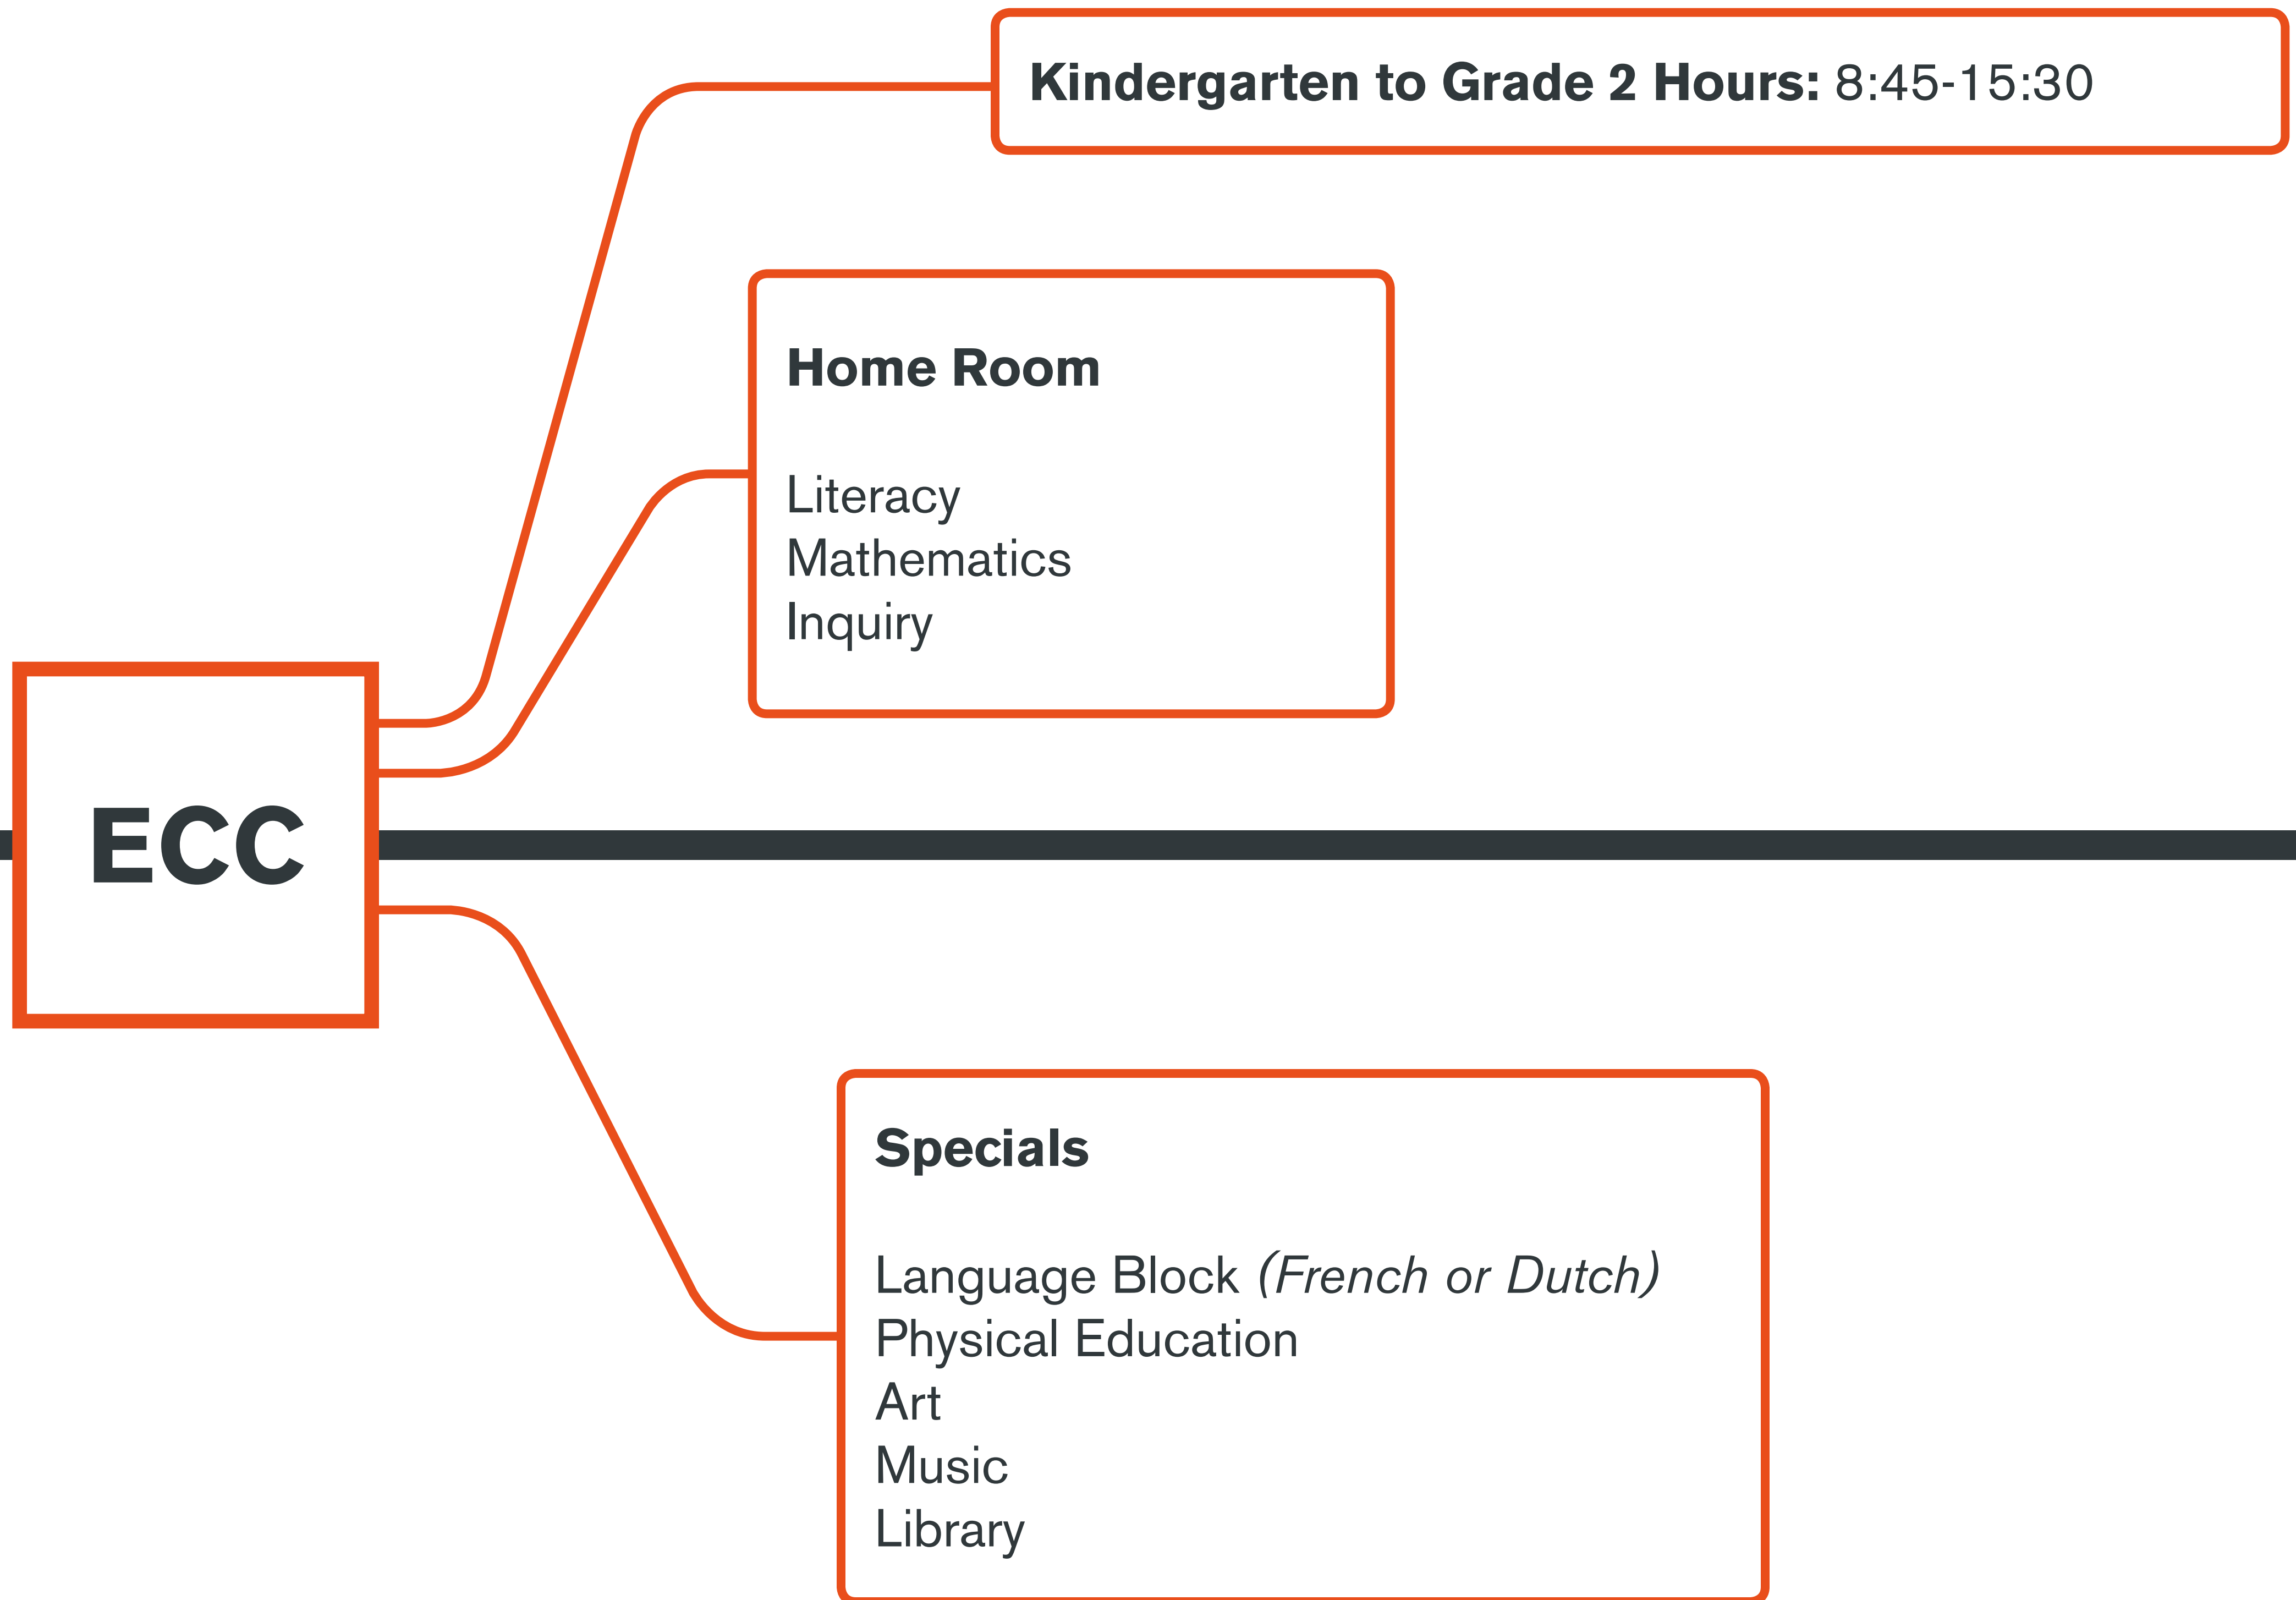 Kindergarten to Grade 2 Hours: 8:45-15:30
Home Room
Literacy
Mathematics
Inquiry
ECC
Specials
Language Block (French or Dutch)
Physical Education
Art
Music
Library